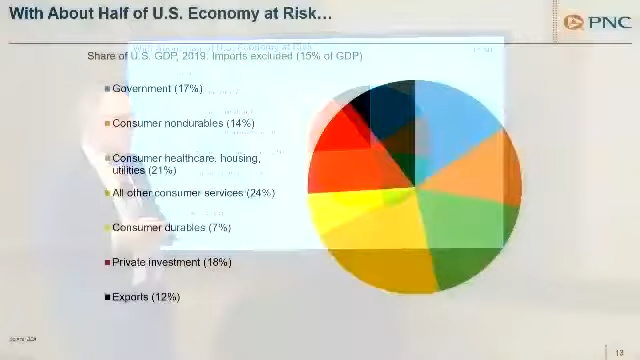 With About Half of U.S. Economy at Risk…
PNC
Share of U.S. GDP, 2019. Imports excluded (15% of GDP)
Government (17%)
Consumer nondurables (14%)
Consumer healthcare, housing,
utilities (21%)
All other consumer services (24%)
Consumer durables (7%)
Private investment (18%)
Exports (12%)
13